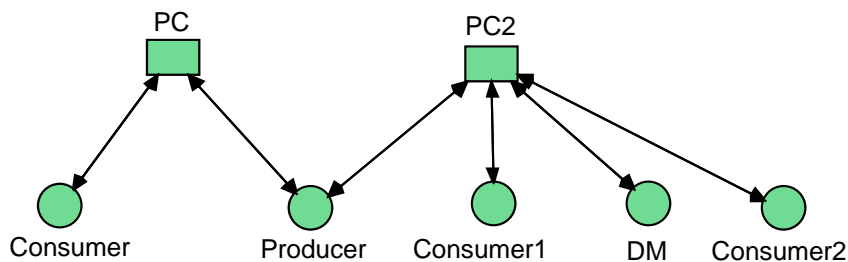 PC
PC2
Consumer
Producer
Consumer1
DM
Consumer2